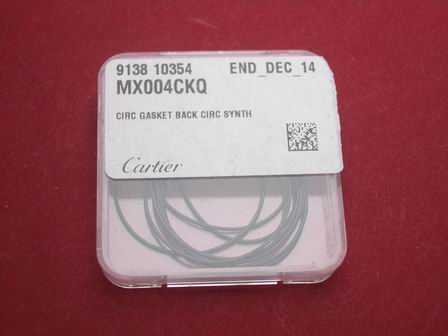 9138 10354 END_DEC_14
MX004CKQ
CIRC GASKET BACK CIRC SYNTH
Cartier